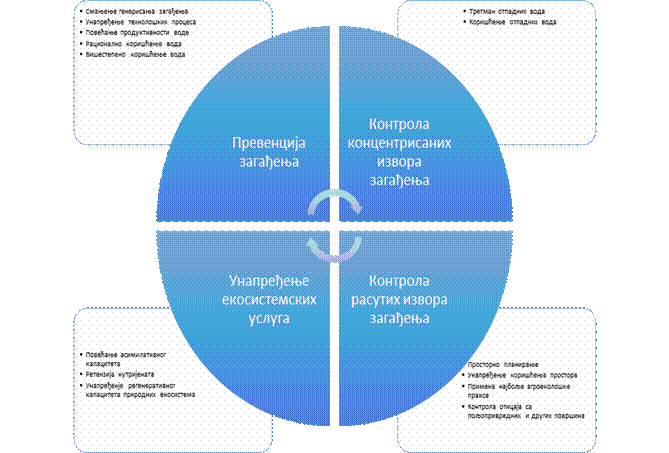 • Смањење генерисања загађења
• Унапређење технолошких процеса
• Повећање продуктивности воде
• Рационално коришћење вода
• Вишестепено коришћење вода
• Третман отпадних вода
• Коришћење отпадних вода
Превенција
загађења
Контрола
концентрисаних
извора
загађења
Унапређење
екосистемских
услуга
Контрола
расутих извора
загађења
• Повећање асимилативног
капацитета
• Ретензија нутријената
• Унапређење регенеративног
капацитета природних екосистема
Просторно планирање
• Унапређење коришћења простора
• Примена најбоље агроеколошке
праксе
• Контрола отицаја са
пољопривредних и других површина